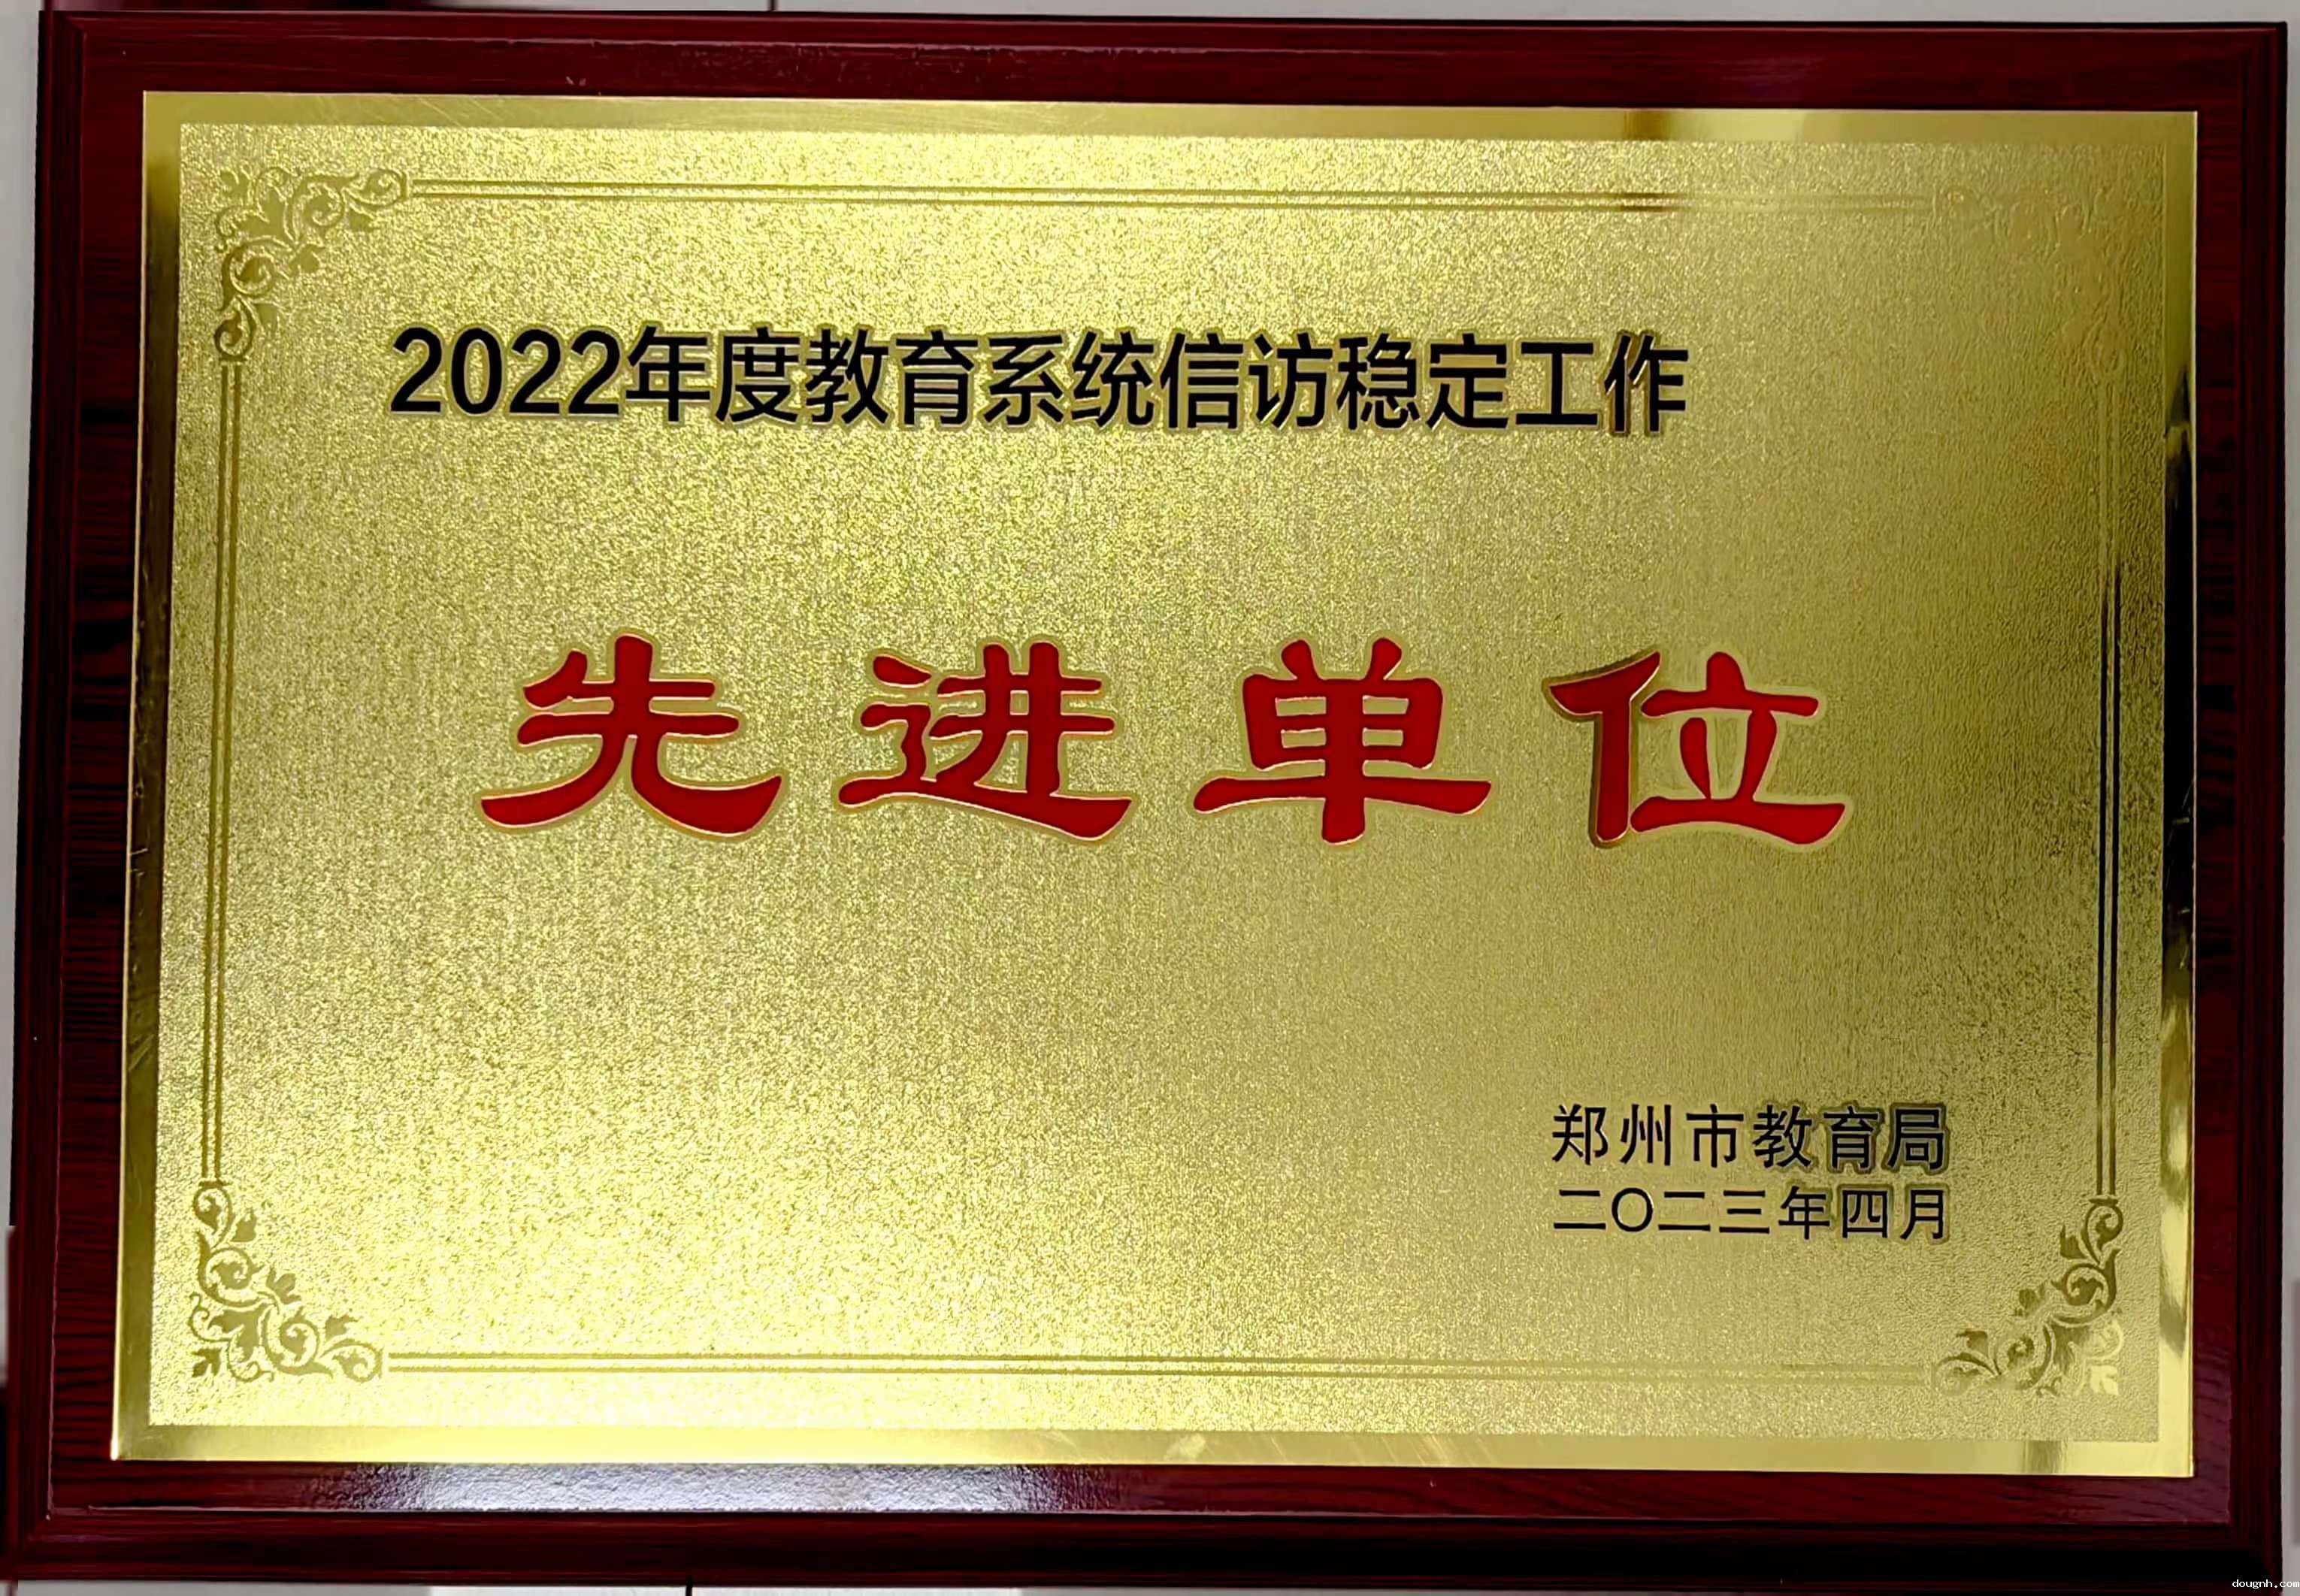 2022年度教育系统信访稳定工作
先进单位
郑州市教育局
二〇二三年四月
dougnh.com